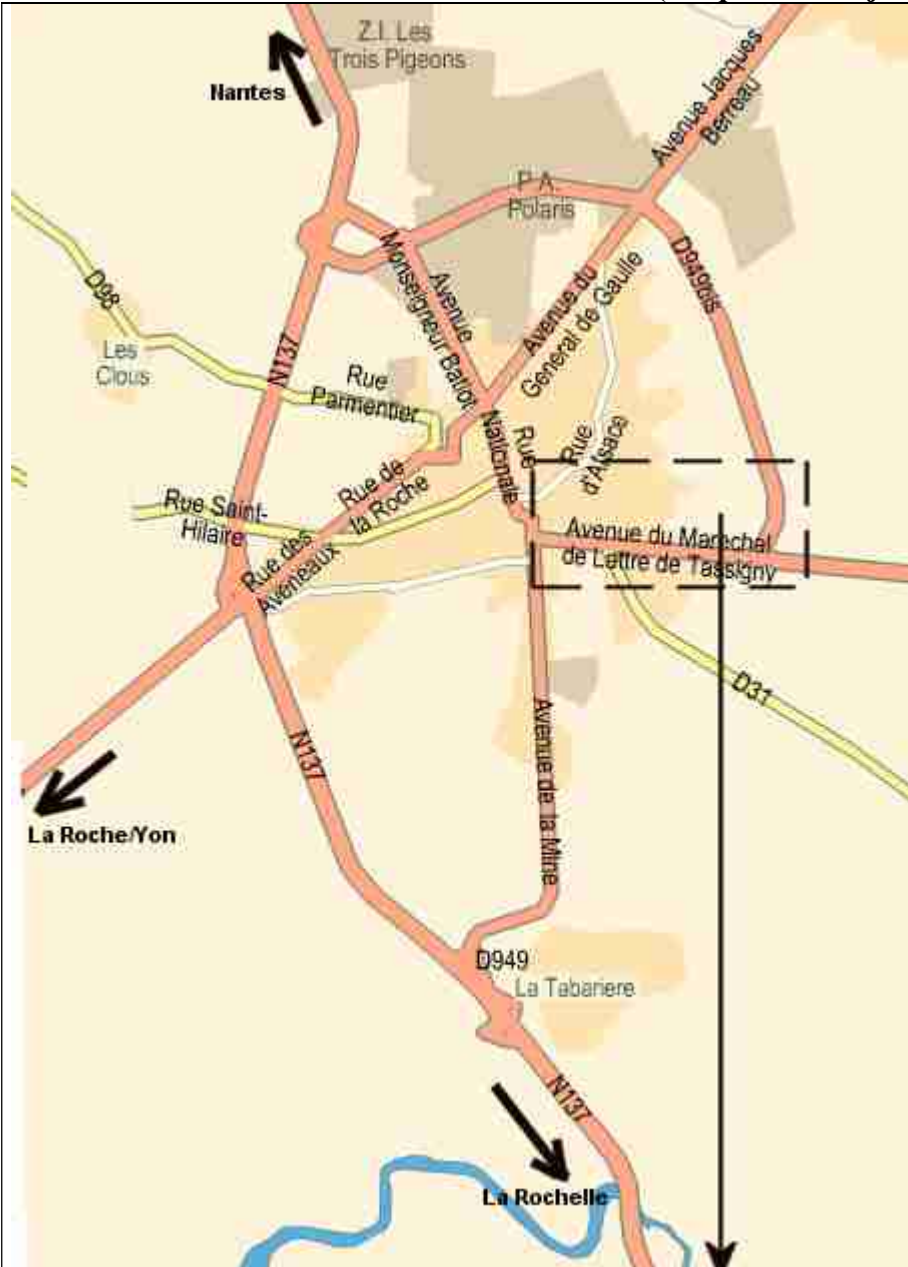 Z.I. Les
Trois Pigeons
Nantes
Avenue Jacques
Berreau
P.A.
Polaris
D949bis
Avenue
Monseigneur Batiot
Avenue du
General de Gaulle
D98
Les
Clous
N137
Rue
Parmentier
Rue
Nationale
Rue
d'Alsace
Rue de
la Roche
Rue Saint-
Hilaire
Rue des
Aveneaux
Avenue du Marechal
de Lattre de Tassigny
D31
N137
Avenue de la Mine
La Roche/Yon
D949
La Tabariere
N137
La Rochelle